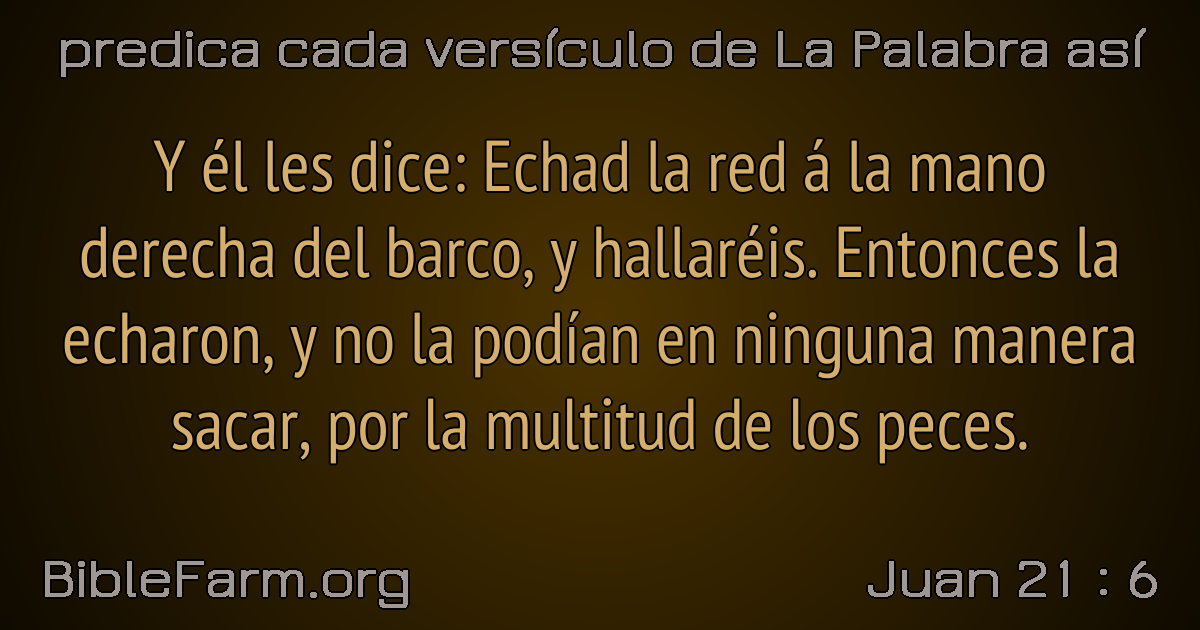 predica cada versículo de La Palabra así
Y él les dice: Echad la red á la mano
derecha del barco, y hallaréis. Entonces la
echaron, y no la podían en ninguna manera
sacar, por la multitud de los peces.
BibleFarm.org
Juan 21 : 6